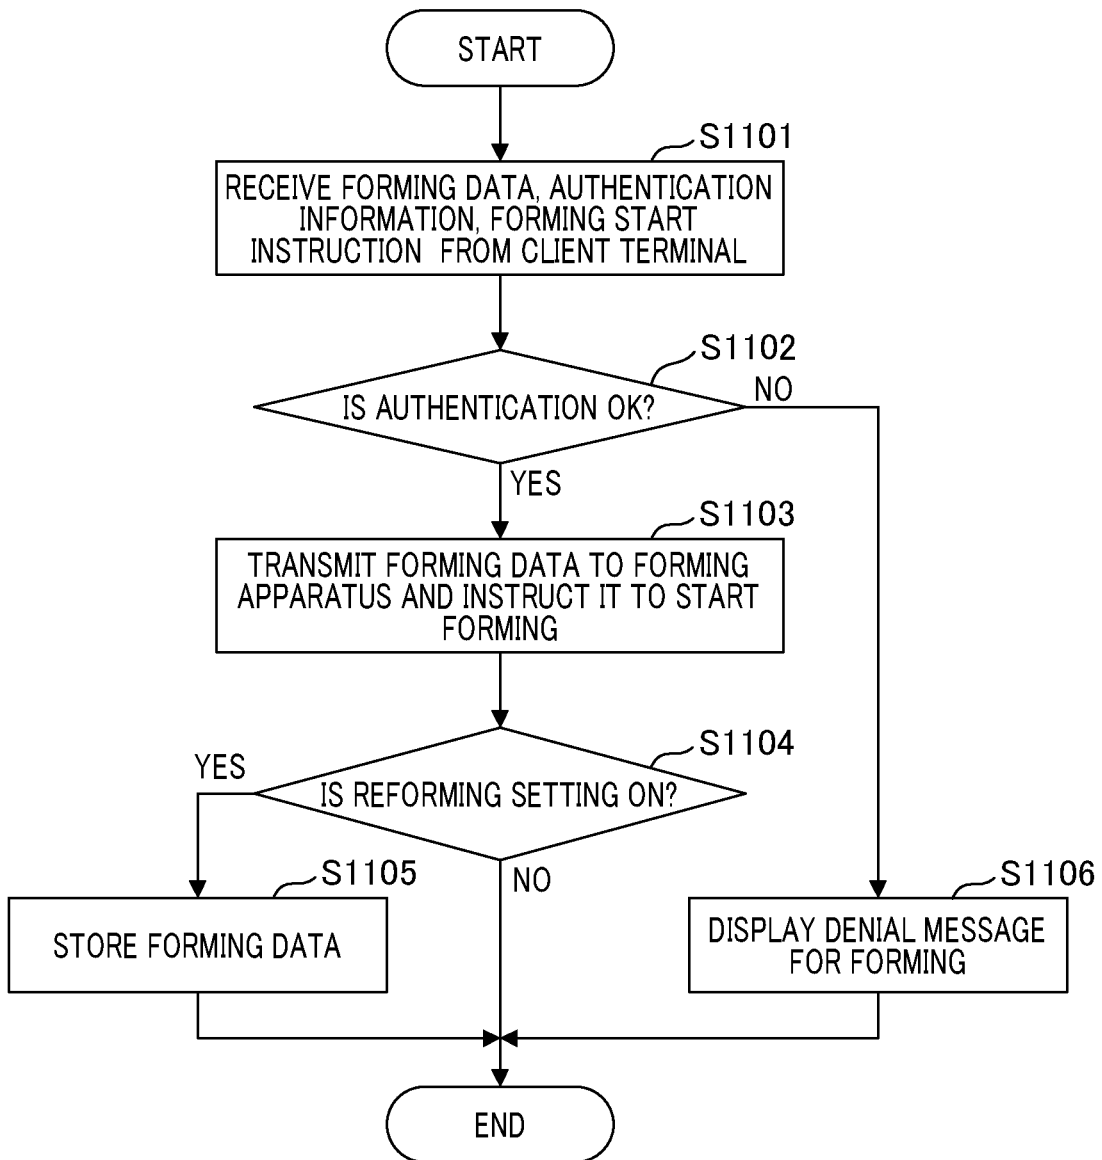 START
S1101
RECEIVE FORMING DATA, AUTHENTICATION
INFORMATION, FORMING START
INSTRUCTION FROM CLIENT TERMINAL
S1102
IS AUTHENTICATION OK?
NO
YES
S1103
TRANSMIT FORMING DATA TO FORMING
APPARATUS AND INSTRUCT IT TO START
FORMING
S1104
YES
IS REFORMING SETTING ON?
NO
S1105
STORE FORMING DATA
S1106
DISPLAY DENIAL MESSAGE
FOR FORMING
END